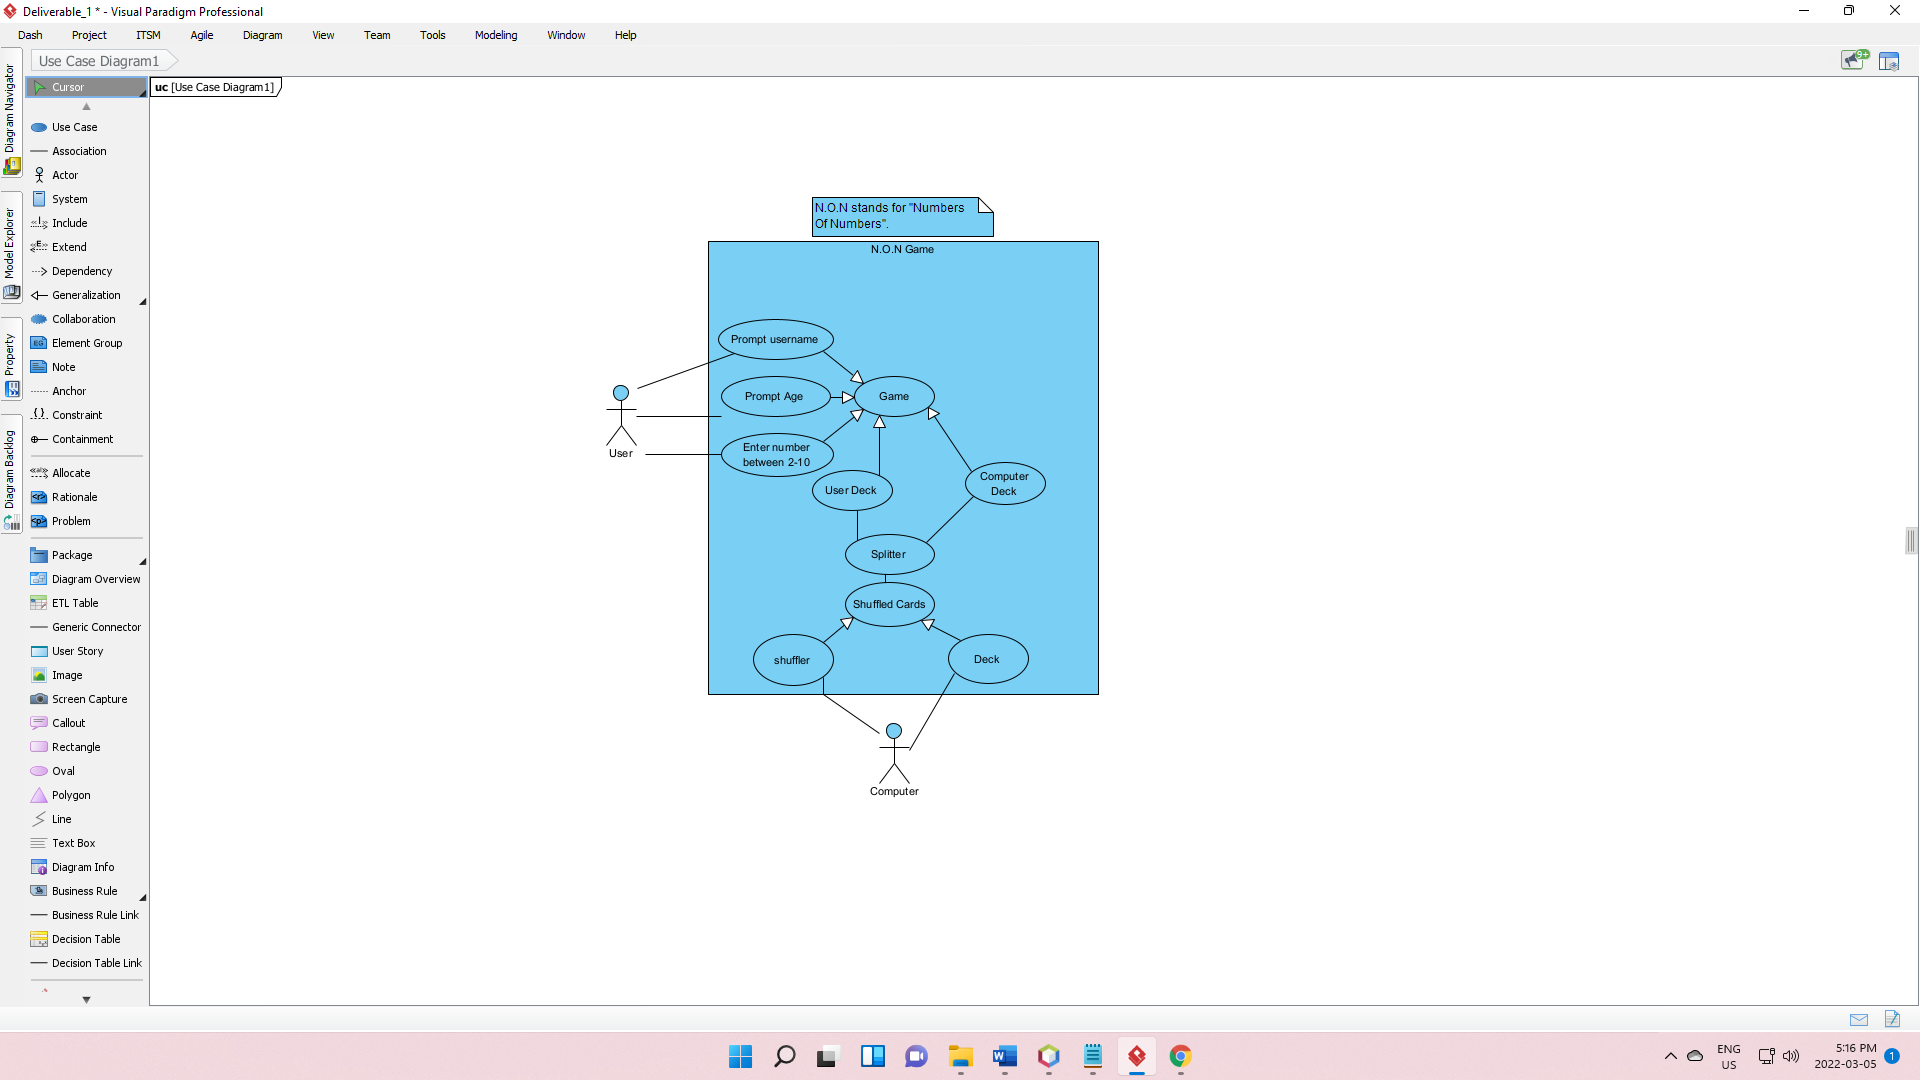 Deliverable_1 * - Visual Paradigm Professional
Dash Project ITSM Agile Diagram View Team Tools Modeling Window Help
Use Case Diagram1
9+
Diagram Navigator
Model Explorer
Property
Diagram Backlog
Cursor
Use Case
Association
Actor
System
Include
Extend
Dependency
Generalization
Collaboration
Element Group
Note
Anchor
Constraint
Containment
Allocate
Rationale
Problem
Package
Diagram Overview
ETL Table
Generic Connector
User Story
Image
Screen Capture
Callout
Rectangle
Oval
Polygon
Line
Text Box
Diagram Info
Business Rule
Business Rule Link
Decision Table
Decision Table Link
uc [Use Case Diagram1]
N.O.N stands for "Numbers
Of Numbers".
N.O.N Game
Prompt username
Prompt Age
Game
Enter number
between 2-10
User
User Deck
Computer
Deck
Splitter
Shuffled Cards
shuffler
Deck
Computer
ENG
US
5:16 PM
2022-03-05
1